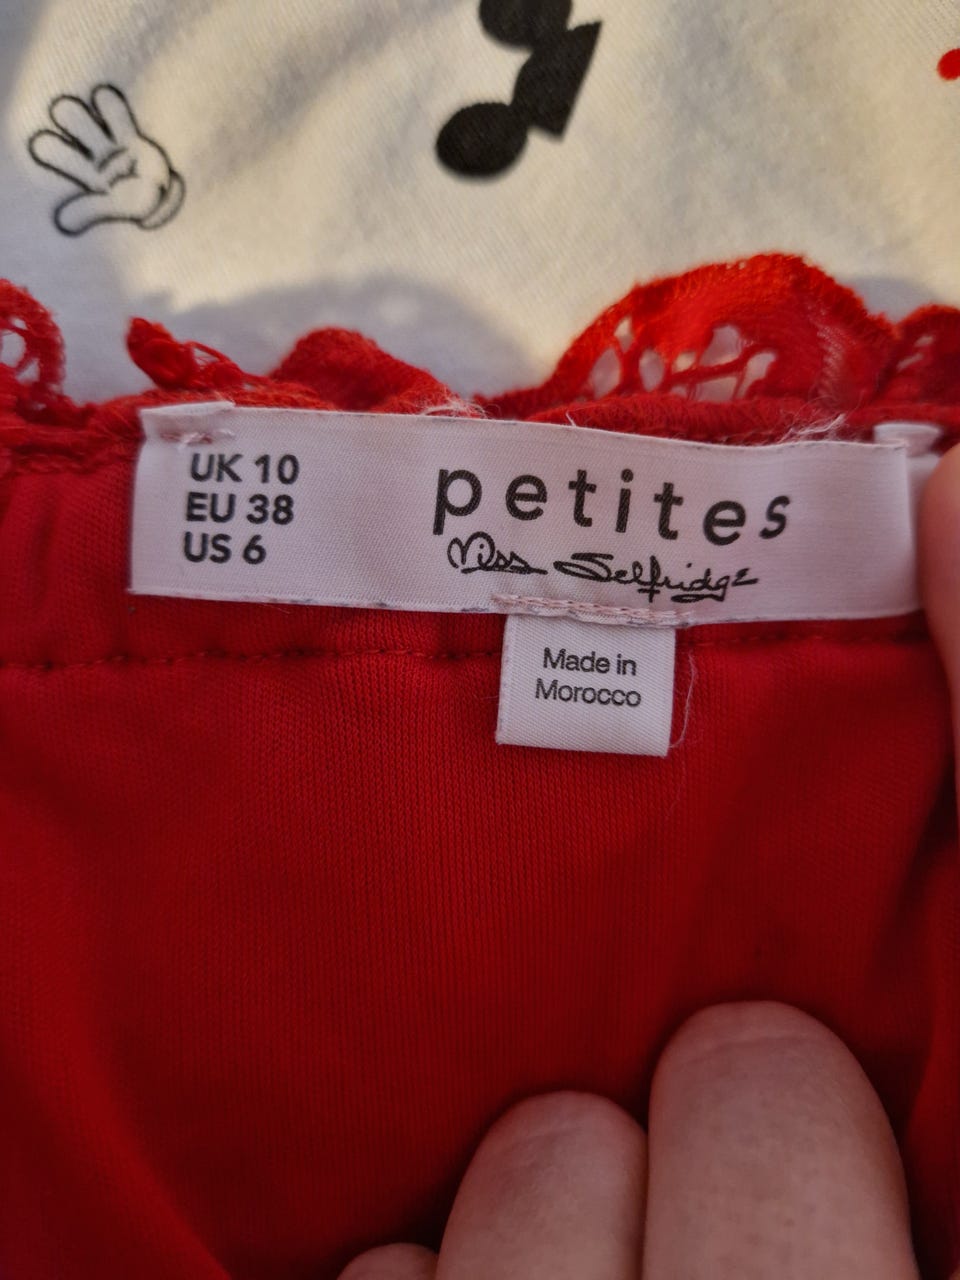 UK 10
EU 38
US 6
petites
Miss Selfridge
Made in
Morocco